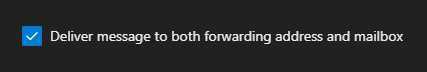 Deliver message to both forwarding address and mailbox